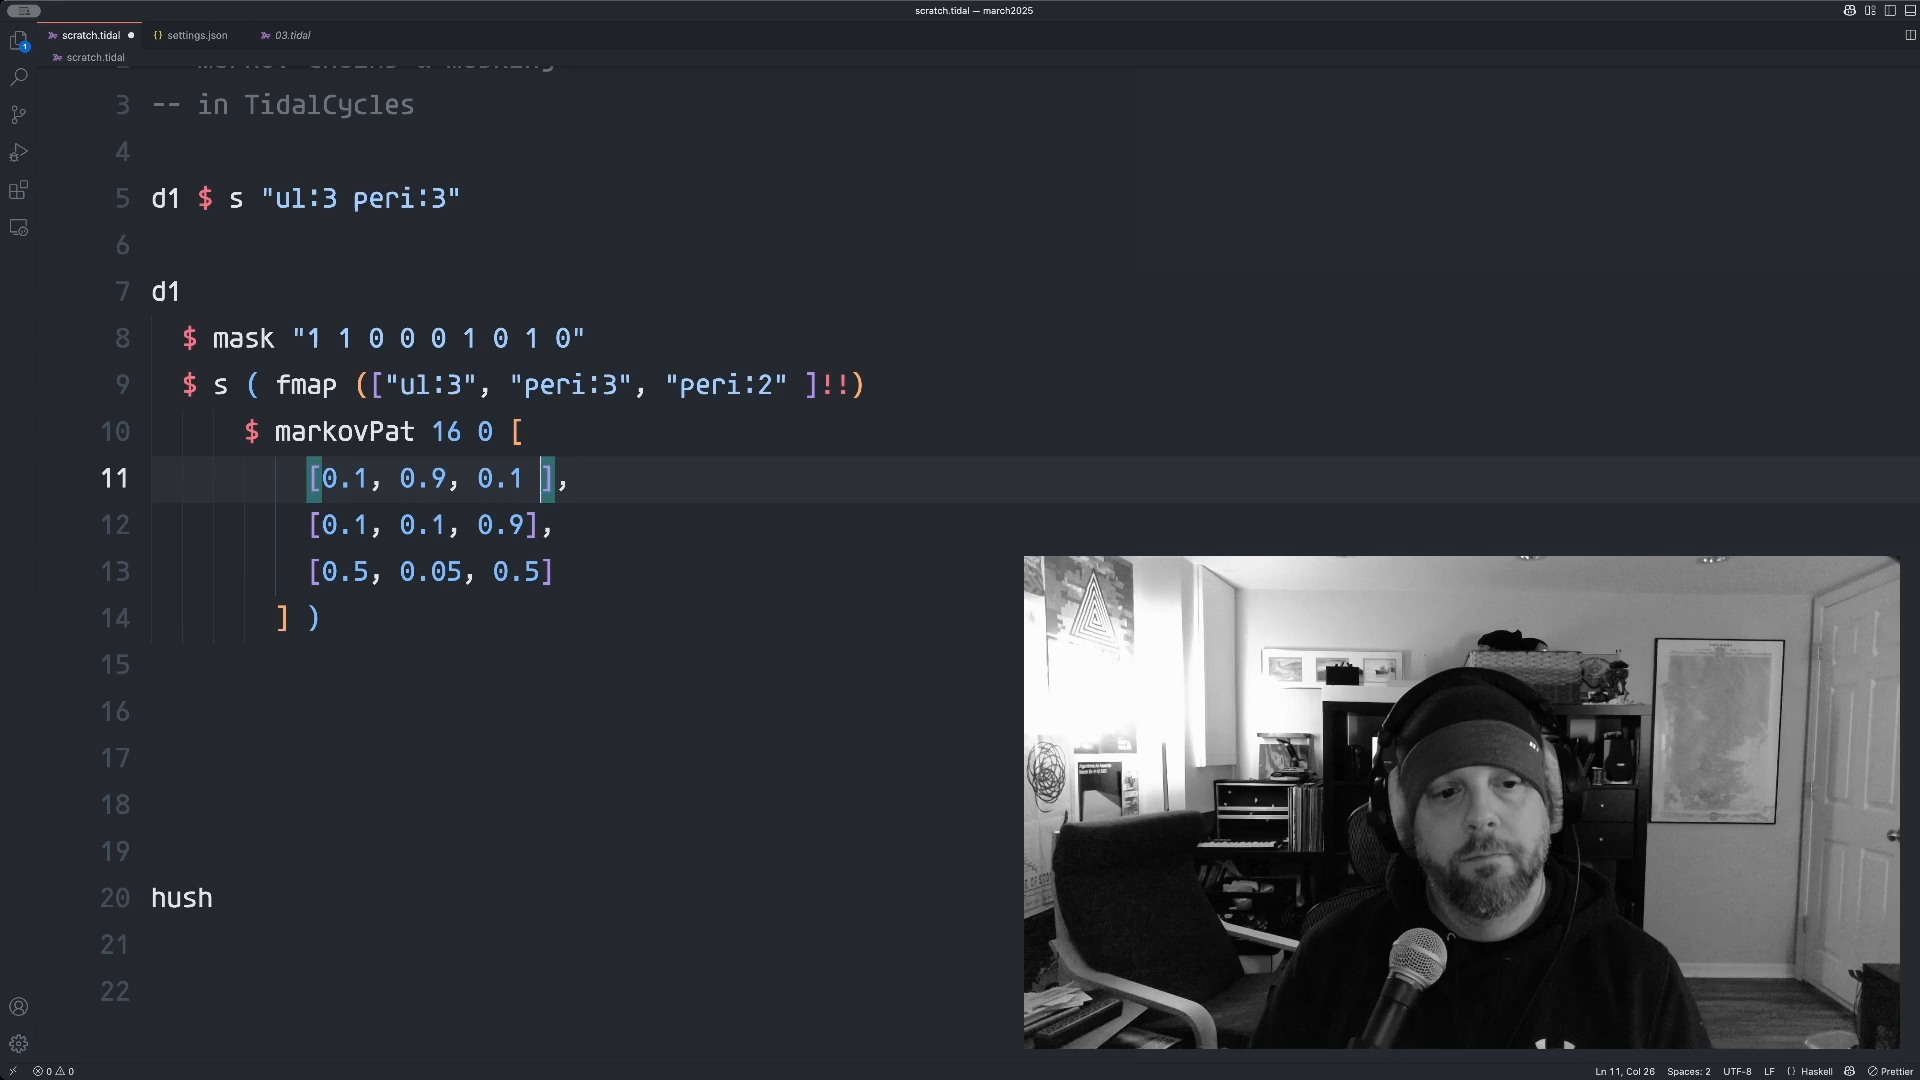 scratch.tidal — march2025
scratch.tidal
settings.json
03.tidal
scratch.tidal
3 -- in TidalCycles
4
5 d1 $ s "ul:3 peri:3"
6
7 d1
8 $ mask "1 1 0 0 0 1 0 1 0"
9 $ s ( fmap (["ul:3", "peri:3", "peri:2" ]!!)
10 $ markovPat 16 0 [
11 [0.1, 0.9, 0.1 ],
12 [0.1, 0.1, 0.9],
13 [0.5, 0.05, 0.5]
14 ] )
15
16
17
18
19
20 hush
21
22
1
0 0
Ln 11, Col 26 Spaces: 2 UTF-8 LF {} Haskell Prettier